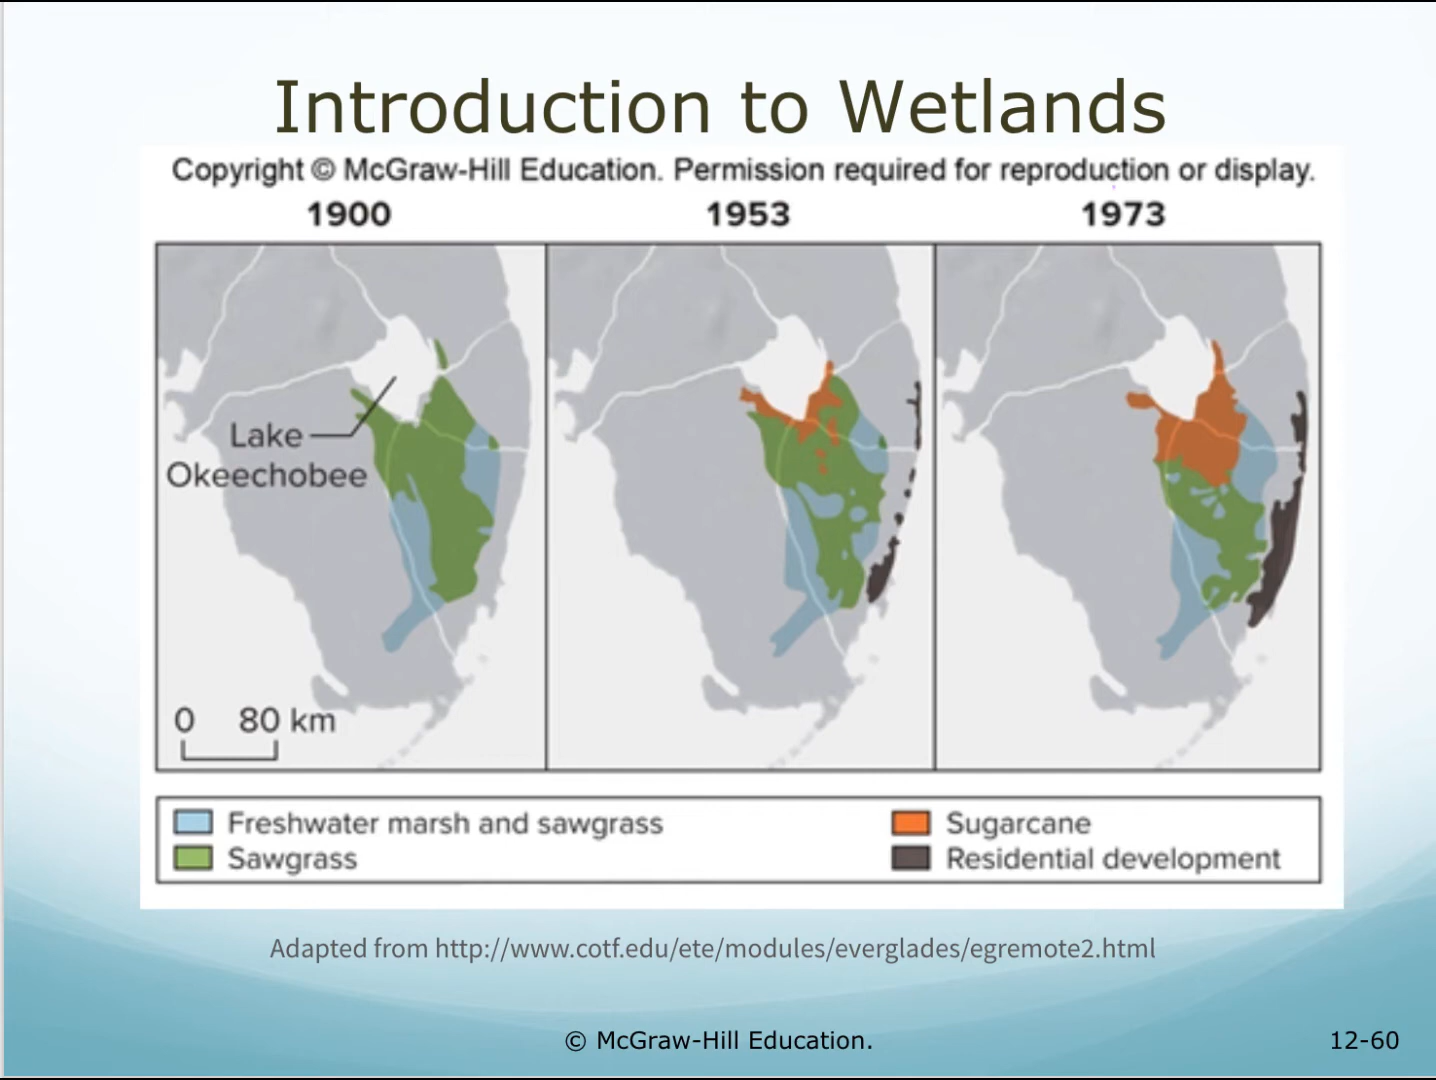 Introduction to Wetlands
Copyright © McGraw-Hill Education. Permission required for reproduction or display.
1900
1953
1973
Lake
Okeechobee
0 80 km
Freshwater marsh and sawgrass
Sawgrass
Sugarcane
Residential development
Adapted from http://www.cotf.edu/ete/modules/everglades/egremote2.html
© McGraw-Hill Education.
12-60